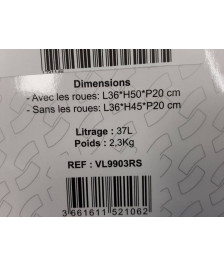 Dimensions
- Avec les roues: L36*H50*P20 cm
- Sans les roues: L36*H45*P20 cm
Litrage : 37L
Poids : 2,3Kg
REF : VL9903RS
3 661611 521062